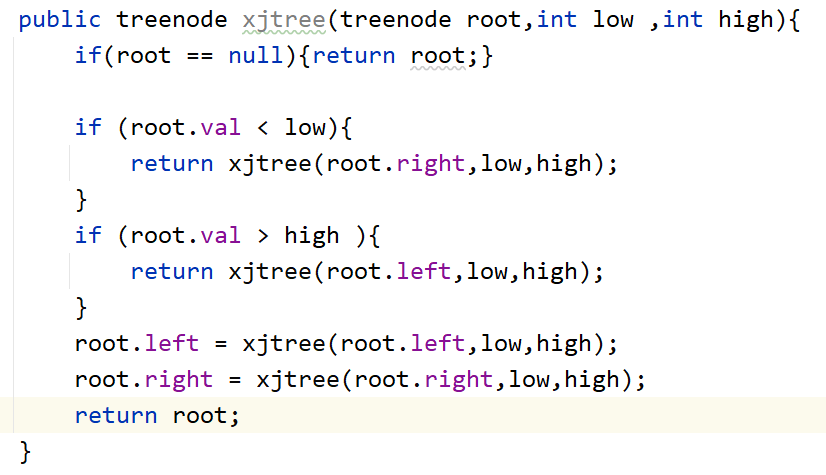 public treenode xjtree(treenode root,int low ,int high){
    if(root == null){return root;}
    if (root.val < low){
        return xjtree(root.right,low,high);
    }
    if (root.val > high ){
        return xjtree(root.left,low,high);
    }
    root.left = xjtree(root.left,low,high);
    root.right = xjtree(root.right,low,high);
    return root;
}